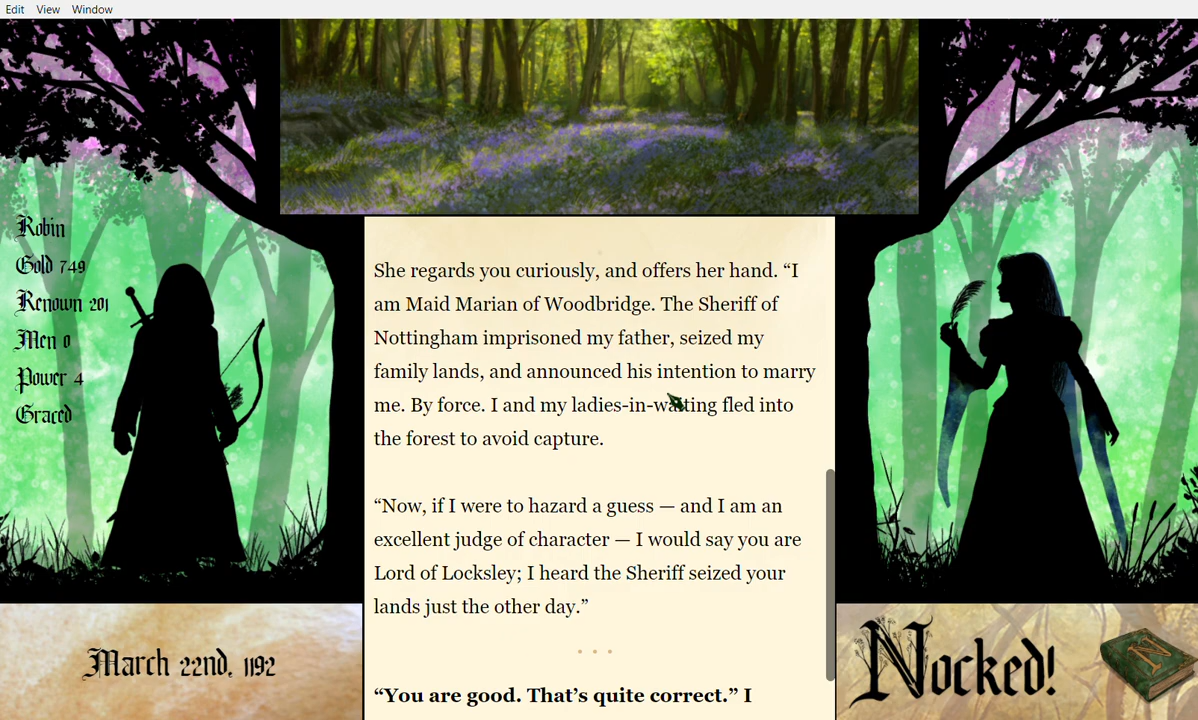 Edit View Window
Robin
Gold 749
Renown 201
Men 0
Power 4
Graced
She regards you curiously, and offers her hand. “I
am Maid Marian of Woodbridge. The Sheriff of
Nottingham imprisoned my father, seized my
family lands, and announced his intention to marry
me. By force. I and my ladies-in-waiting fled into
the forest to avoid capture.
“Now, if I were to hazard a guess — and I am an
excellent judge of character — I would say you are
Lord of Locksley; I heard the Sheriff seized your
lands just the other day.”
• • •
“You are good. That’s quite correct.” I
March 22nd, 1192
Nocked!
N